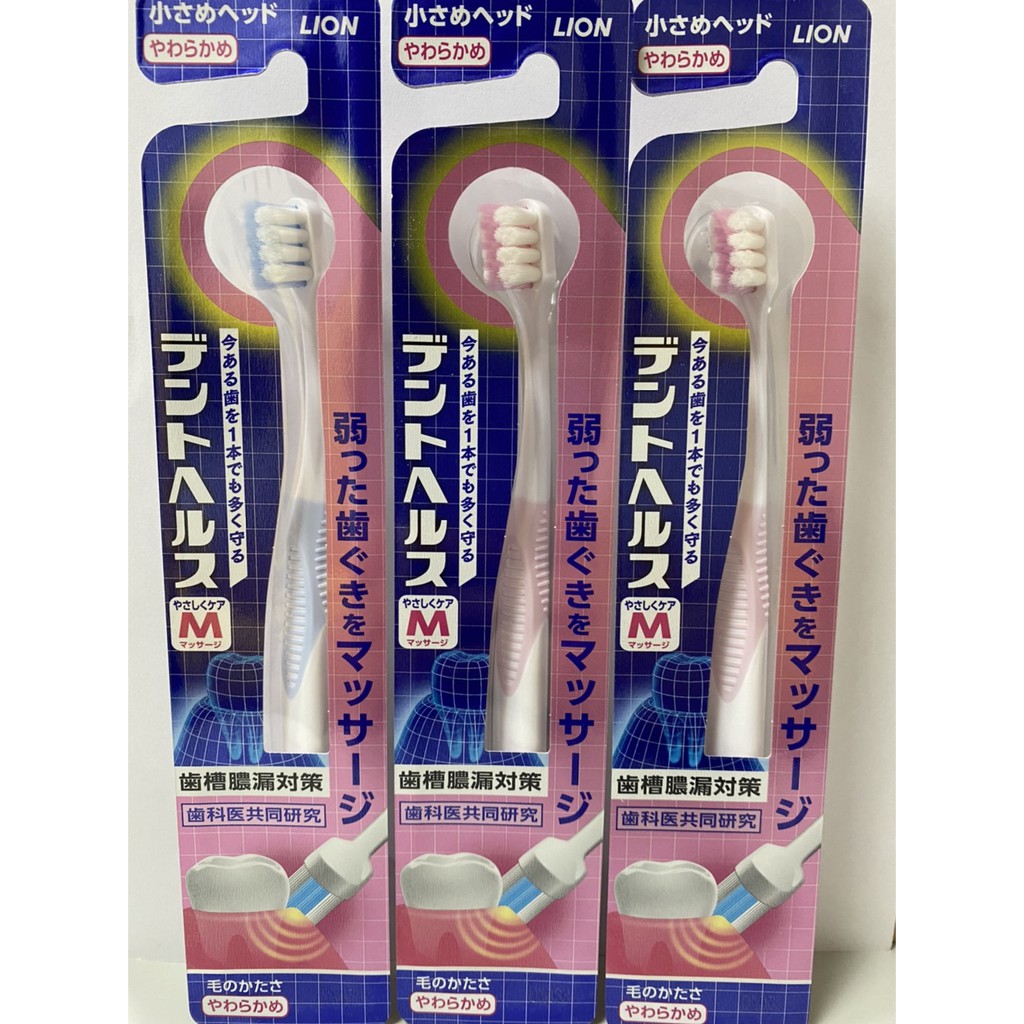 小さめヘッド
やわらかめ
LION
デントヘルス
今ある歯を1本でも多く守る
弱った歯ぐきをマッサージ
やさしくケア
M
マッサージ
歯槽膿漏対策
歯科医共同研究
毛のかたさ
やわらかめ
小さめヘッド
やわらかめ
LION
デントヘルス
今ある歯を1本でも多く守る
弱った歯ぐきをマッサージ
やさしくケア
M
マッサージ
歯槽膿漏対策
歯科医共同研究
毛のかたさ
やわらかめ
小さめヘッド
やわらかめ
LION
デントヘルス
今ある歯を1本でも多く守る
弱った歯ぐきをマッサージ
やさしくケア
M
マッサージ
歯槽膿漏対策
歯科医共同研究
毛のかたさ
やわらかめ